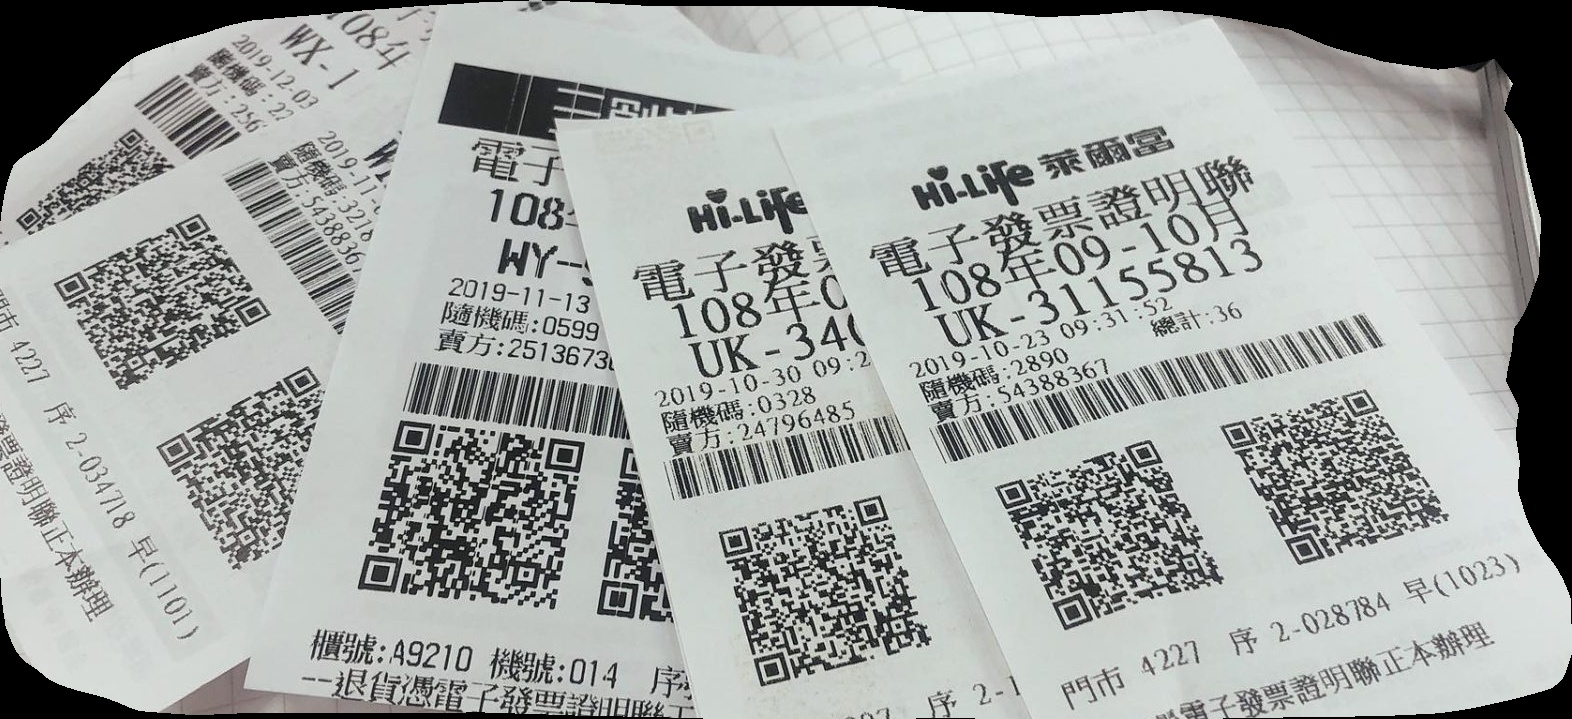 108年
WX-1
2019-12-03
隨機碼:22
賣方:256
2019-11-0
隨機碼:3218
賣方:5438836
門市 4227 序 2-034718 早(1101)
發票證明聯正本辦理
電子
108
WY-
2019-11-13
隨機碼:0599
賣方:2513673
櫃號:A9210 機號:014 序
--退貨憑電子發票證明聯正
Hi-Life
電子發票
108年0
UK-340
2019-10-30 09:2
隨機碼:0328
賣方:24796485
序 2-1
Hi-Life 萊爾富
電子發票證明聯
108年09-10月
UK-31155813
2019-10-23 09:31:52
隨機碼:2890 總計:36
賣方:54388367
門市 4227 序 2-028784 早(1023)
電子發票證明聯正本辦理